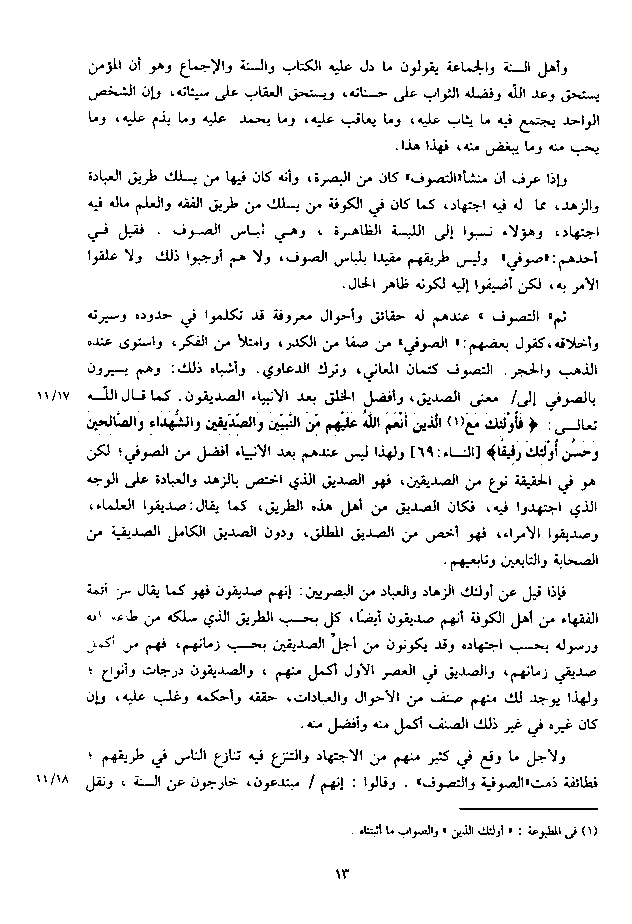 وأهل السنة والجماعة يقولون ما دل عليه الكتاب والسنة والإجماع وهو أن المؤمن
يستحق وعد الله وفضله الثواب على حسناته، ويستحق العقاب على سيئاته، وإن الشخص
الواحد يجتمع فيه ما يثاب عليه، وما يعاقب عليه، وما يحمد عليه وما يذم عليه، وما
يحب منه وما يبغض منه، فهذا هذا.
وإذا عرف أن منشأ «التصوف» كان من البصرة، وأنه كان فيها من يسلك طريق العبادة
والزهد، مما له فيه اجتهاد، كما كان في الكوفة من يسلك من طريق الفقه والعلم ماله فيه
اجتهاد، وهؤلاء نسبوا إلى اللبسة الظاهرة ، وهي لباس الصوف . فقيل في
أحدهم: «صوفي» وليس طريقهم مقيدا بلباس الصوف، ولا هم أوجبوا ذلك ولا علقوا
الأمر به، لكن أضيفوا إليه لكونه ظاهر الحال.
ثم «التصوف» عندهم له حقائق وأحوال معروفة قد تكلموا في حدوده وسيرته
وأخلاقه، كقول بعضهم: «الصوفي» من صفا من الكدر، وامتلأ من الفكر، واستوى عنده
الذهب والحجر. التصوف كتمان المعاني، وترك الدعاوي. وأشباه ذلك: وهم يسيرون
بالصوفي إلى/ معنى الصديق، وأفضل الخلق بعد الأنبياء الصديقون. كما قال الله ١١/١٧
تعالى: ﴿ فَأُوْلَئِكَ مَعَ(١) الَّذِينَ أَنْعَمَ اللَّهُ عَلَيْهِم مِّنَ النَّبِيِّينَ وَالصِّدِّيقِينَ وَالشُّهَدَاءِ وَالصَّالِحِينَ
وَحَسُنَ أُوْلَئِكَ رَفِيقًا﴾ [النساء: ٦٩] ولهذا ليس عندهم بعد الأنبياء أفضل من الصوفي؛ لكن
هو في الحقيقة نوع من الصديقين، فهو الصديق الذي اختص بالزهد والعبادة على الوجه
الذي اجتهدوا فيه، فكان الصديق من أهل هذه الطريق، كما يقال: صديقوا العلماء،
وصديقوا الأمراء، فهو أخص من الصديق المطلق، ودون الصديق الكامل الصديقية من
الصحابة والتابعين وتابعيهم.
فإذا قيل عن أولئك الزهاد والعباد من البصريين: إنهم صديقون فهو كما يقال عن أئمة
الفقهاء من أهل الكوفة أنهم صديقون أيضًا، كل بحسب الطريق الذي سلكه من طاعة الله
ورسوله بحسب اجتهاده وقد يكونون من أجلّ الصديقين بحسب زمانهم، فهم من أكمل
صديقي زمانهم، والصديق في العصر الأول أكمل منهم ، والصديقون درجات وأنواع ؛
ولهذا يوجد لك منهم صنف من الأحوال والعبادات، حققه وأحكمه وغلب عليه، وإن
كان غيره في غير ذلك الصنف أكمل منه وأفضل منه.
ولأجل ما وقع في كثير منهم من الاجتهاد والتنزع فيه تنازع الناس في طريقهم ؛
فطائفة ذمت «الصوفية والتصوف» . وقالوا : إنهم / مبتدعون، خارجون عن السنة ، ونقل ١١/١٨
(١) فى المطبوعة : « أولئك الذين » والصواب ما أثبتناه .
١٣